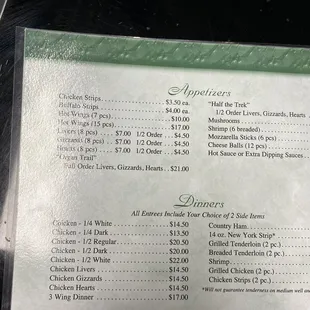 Appetizers
Chicken Strips $3.50 ea.
Buffalo Strips $4.00 ea.
Hot Wings (7 pcs) $10.00
Hot Wings (15 pcs) $17.00
Livers (8 pcs) $7.00 1/2 Order $4.50
Gizzards (8 pcs) $7.00 1/2 Order $4.50
Hearts (8 pcs) $7.00 1/2 Order $4.50
"Organ Trail"
Full Order Livers, Gizzards, Hearts $21.00
"Half the Trek"
1/2 Order Livers, Gizzards, Hearts
Mushrooms
Shrimp (6 breaded)
Mozzarella Sticks (6 pcs)
Cheese Balls (12 pcs)
Hot Sauce or Extra Dipping Sauces
Dinners
All Entrees Include Your Choice of 2 Side Items
Chicken - 1/4 White $14.50
Chicken - 1/4 Dark $13.50
Chicken - 1/2 Regular $20.50
Chicken - 1/2 Dark $20.00
Chicken - 1/2 White $22.00
Chicken Livers $14.50
Chicken Gizzards $14.50
Chicken Hearts $14.50
3 Wing Dinner $17.00
Country Ham
14 oz. New York Strip*
Grilled Tenderloin (2 pc.)
Breaded Tenderloin (2 pc.)
Shrimp
Grilled Chicken (2 pc.)
Chicken Strips (2 pc.)
*Will not guarantee tenderness on medium well and